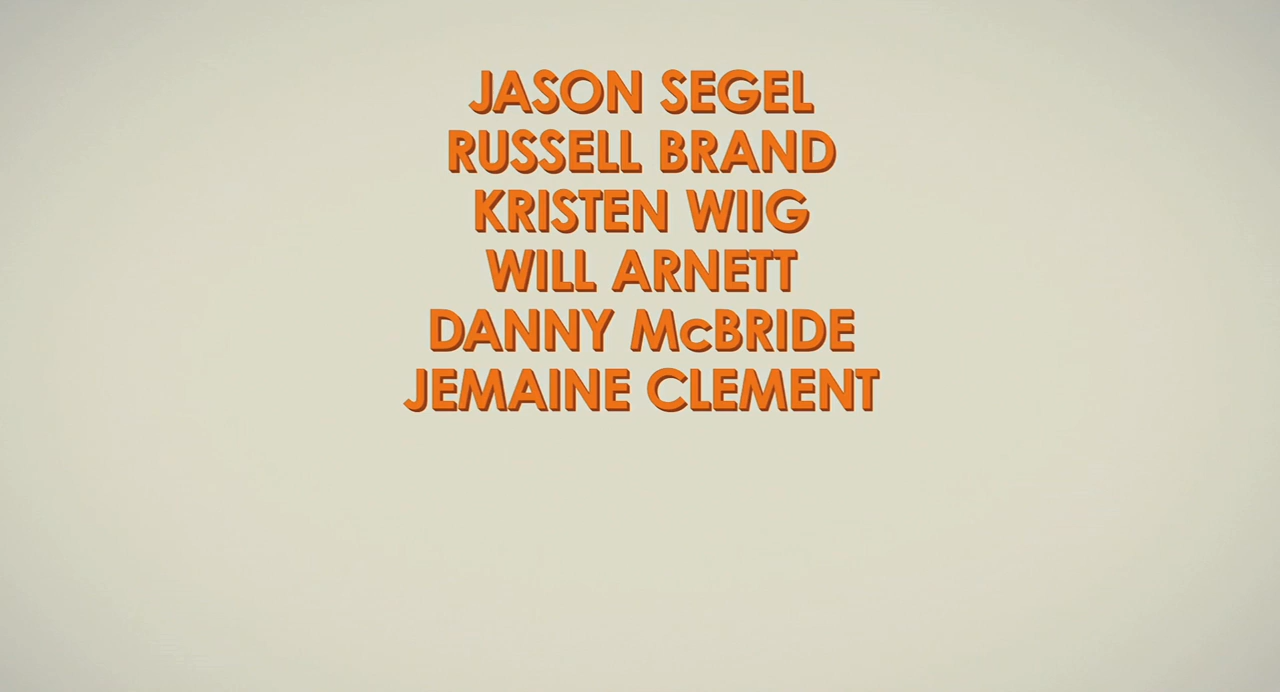 JASON SEGEL
RUSSELL BRAND
KRISTEN WIIG
WILL ARNETT
DANNY McBRIDE
JEMAINE CLEMENT